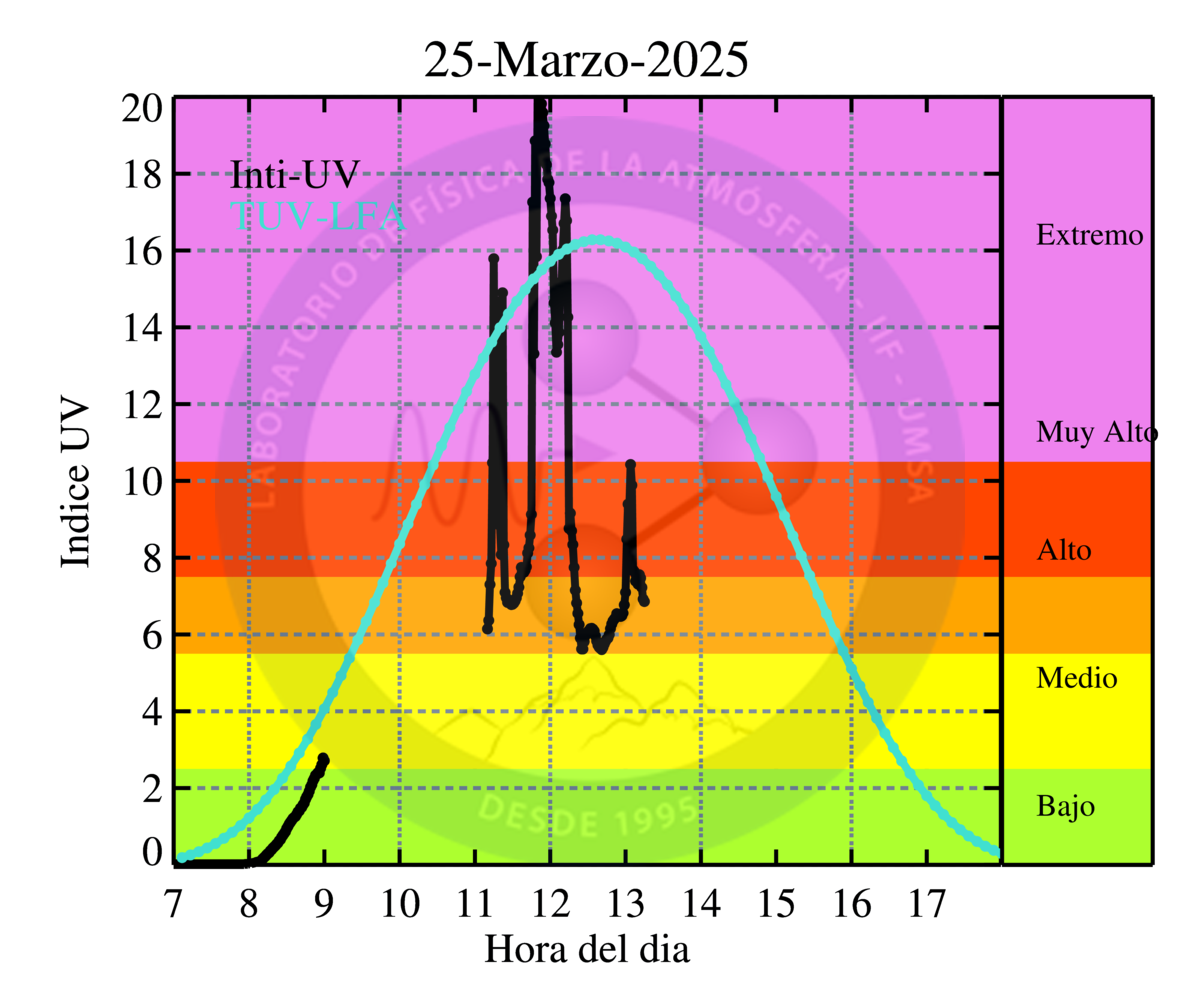 25-Marzo-2025
Inti-UV
TUV-LFA
LABORATORIO DE FÍSICA DE LA ATMÓSFERA - IIF - UMSA
DESDE 1995
Indice UV
20
18
16
14
12
10
8
6
4
2
0
Extremo
Muy Alto
Alto
Medio
Bajo
7 8 9 10 11 12 13 14 15 16 17
Hora del dia